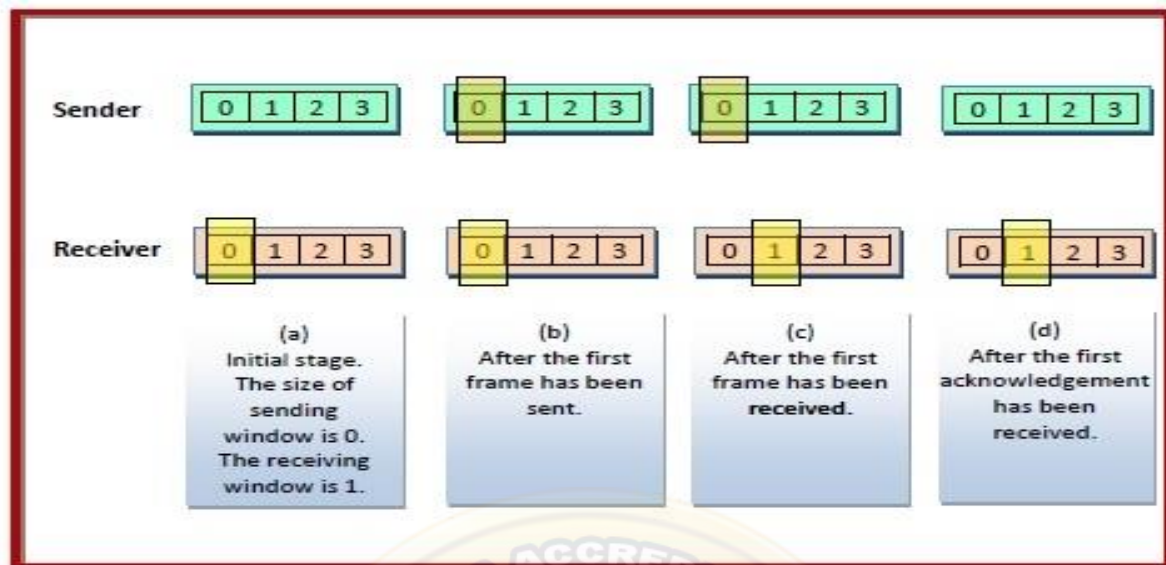 Sender 0 1 2 3 0 1 2 3 0 1 2 3 0 1 2 3
Receiver 0 1 2 3 0 1 2 3 0 1 2 3 0 1 2 3
(a)
Initial stage.
The size of
sending
window is 0.
The receiving
window is 1.
(b)
After the first
frame has been
sent.
(c)
After the first
frame has been
received.
(d)
After the first
acknowledgement
has been
received.